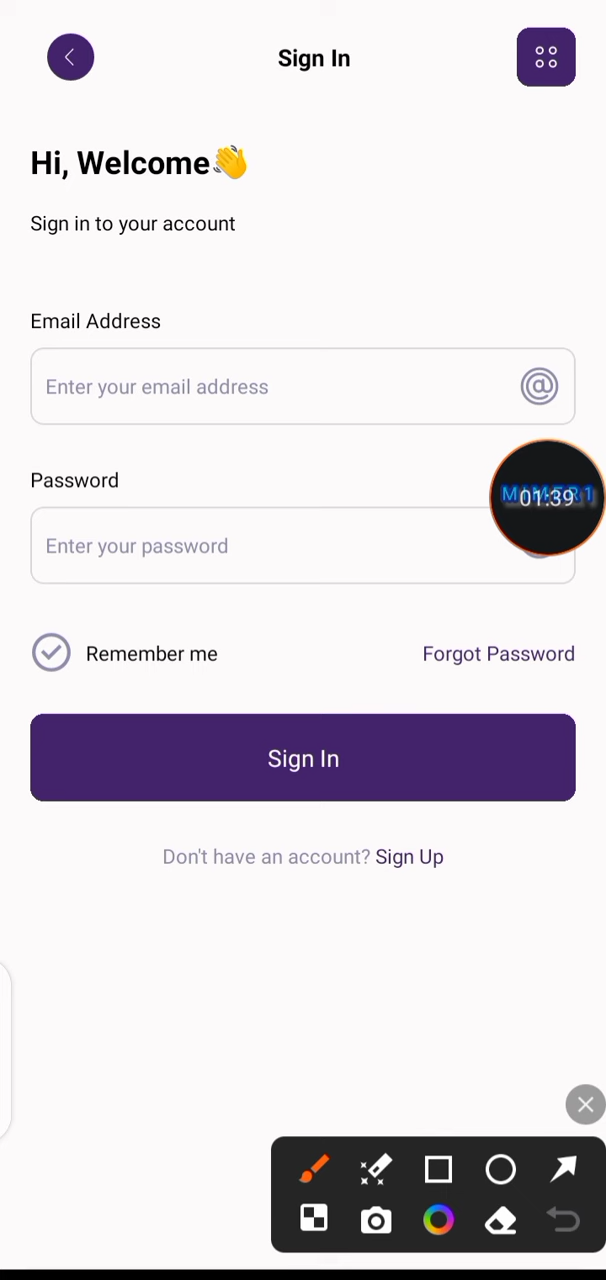 Sign In
Hi, Welcome👋
Sign in to your account
Email Address
Enter your email address
Password
01:39
Enter your password
Remember me
Forgot Password
Sign In
Don't have an account? Sign Up